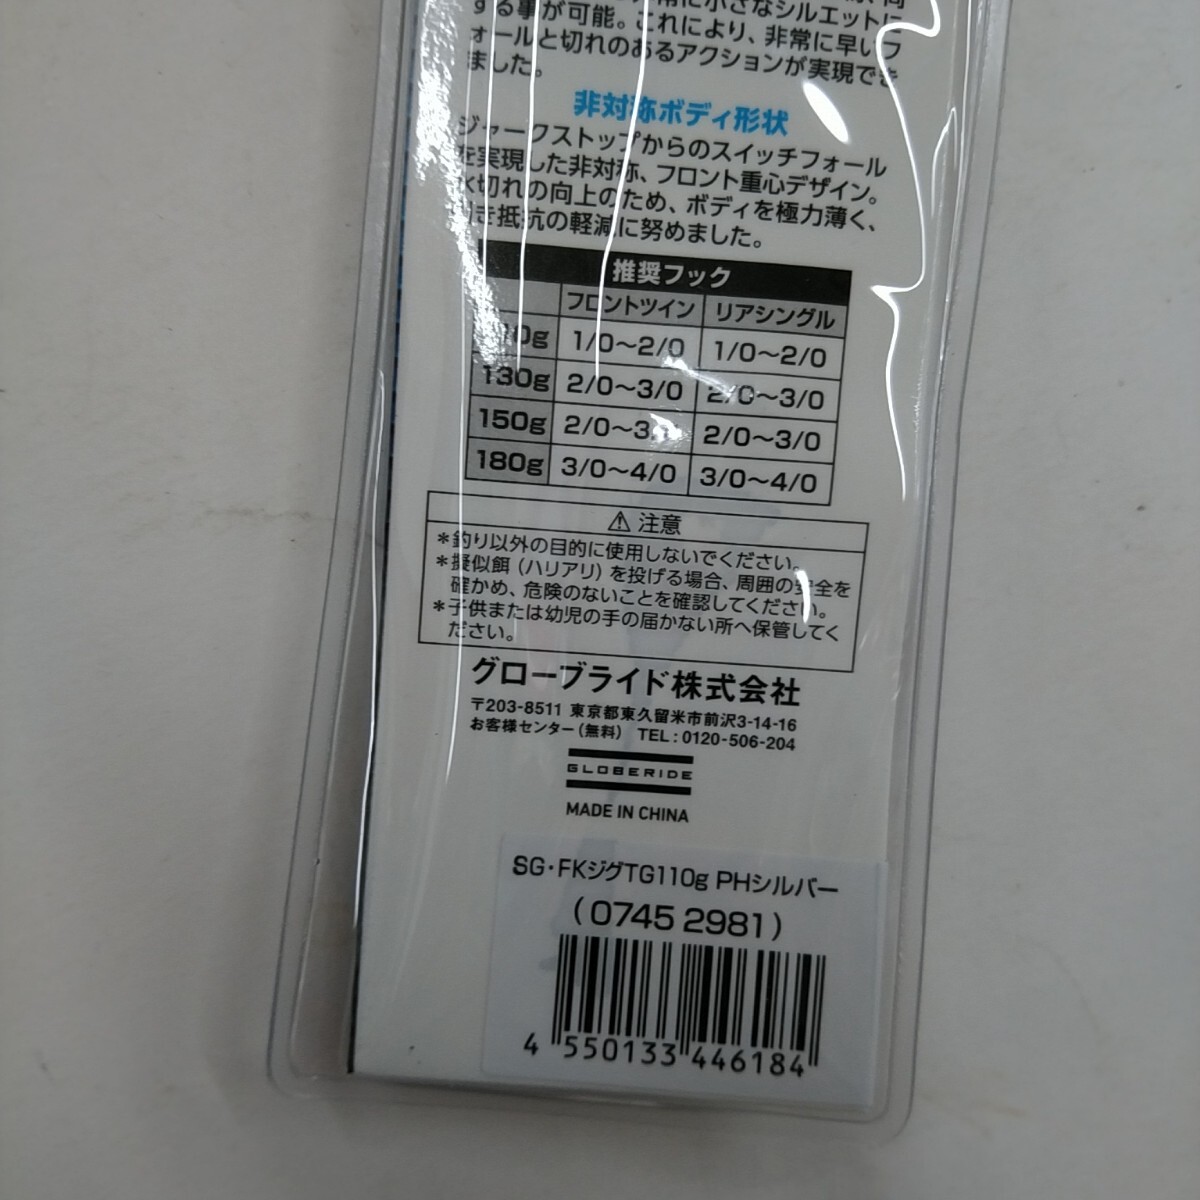 に小さなシルエットに
する事が可能。これにより、非常に早いフ
ォールと切れのあるアクションが実現でき
ました。
非対称ボディ形状
ジャークストップからのスイッチフォール
を実現した非対称、フロント重心デザイン。
水切れの向上のため、ボディを極力薄く、
引き抵抗の軽減に努めました。
推奨フック
フロントツイン リアシングル
110g 1/0～2/0 1/0～2/0
130g 2/0～3/0 2/0～3/0
150g 2/0～3/0 2/0～3/0
180g 3/0～4/0 3/0～4/0
⚠ 注意
＊釣り以外の目的に使用しないでください。
＊擬似餌（ハリアリ）を投げる場合、周囲の安全を
確かめ、危険のないことを確認してください。
＊子供または幼児の手の届かない所へ保管してく
ださい。
グローブライド株式会社
〒203-8511 東京都東久留米市前沢3-14-16
お客様センター（無料） TEL：0120-506-204
GLOBERIDE
MADE IN CHINA
SG・FKジグTG110g PHシルバー
（0745 2981）
4 550133 446184